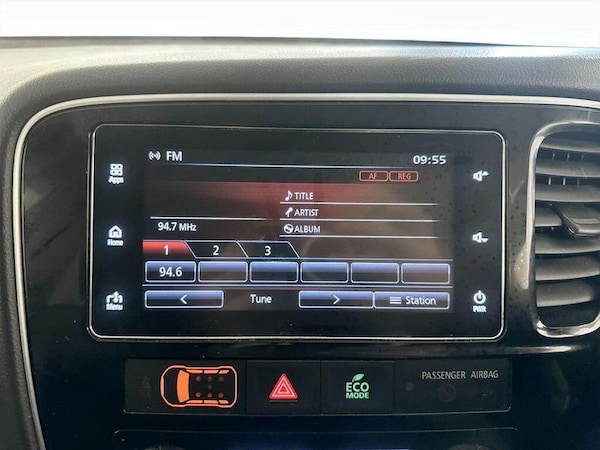 FM 09:55
AF REG
Apps
TITLE
ARTIST
94.7 MHz ALBUM
Home
1 2 3
94.6
Menu < Tune > Station PWR
ECO MODE
PASSENGER AIRBAG